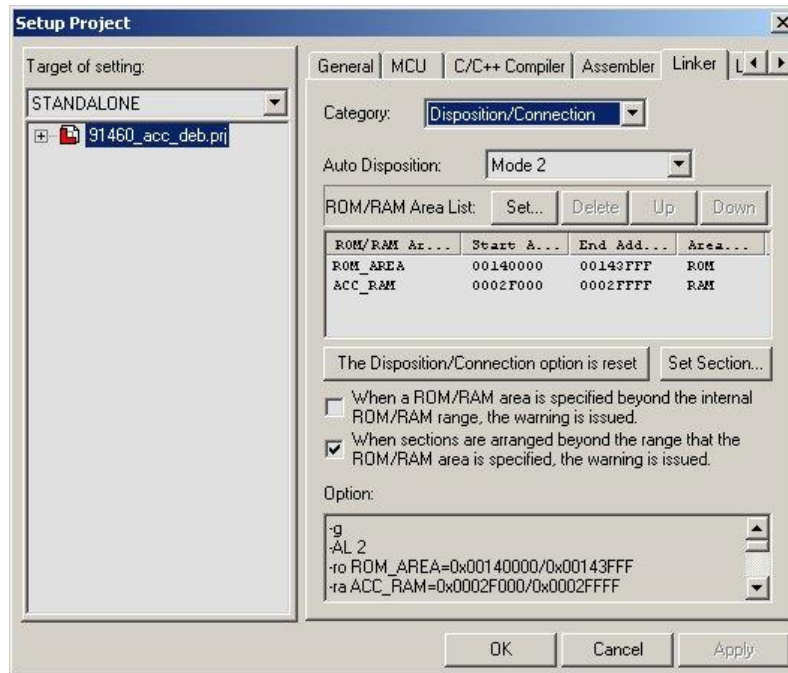 Setup Project
Target of setting:
STANDALONE
91460_acc_deb.prj
General MCU C/C++ Compiler Assembler Linker L
Category: Disposition/Connection
Auto Disposition: Mode 2
ROM/RAM Area List: Set... Delete Up Down
ROM/RAM Ar... Start A... End Add... Area...
ROM_AREA 00140000 00143FFF ROM
ACC_RAM 0002F000 0002FFFF RAM
The Disposition/Connection option is reset Set Section...
When a ROM/RAM area is specified beyond the internal
ROM/RAM range, the warning is issued.
When sections are arranged beyond the range that the
ROM/RAM area is specified, the warning is issued.
Option:
-g
-AL 2
-ro ROM_AREA=0x00140000/0x00143FFF
-ra ACC_RAM=0x0002F000/0x0002FFFF
OK Cancel Apply